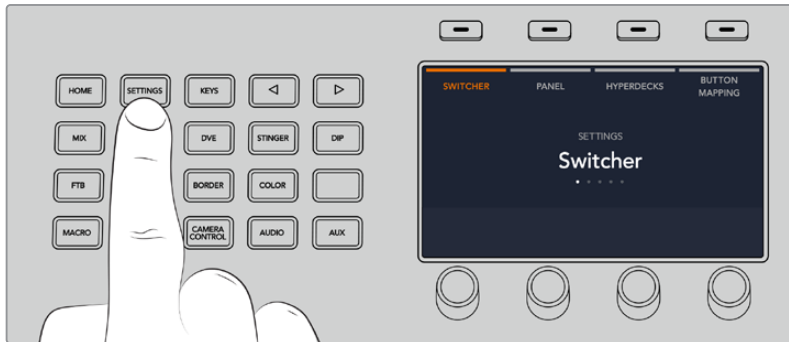 HOME
SETTINGS
KEYS
MIX
DVE
STINGER
DIP
FTB
BORDER
COLOR
MACRO
CAMERA
CONTROL
AUDIO
AUX
SWITCHER
PANEL
HYPERDECKS
BUTTON
MAPPING
SETTINGS
Switcher